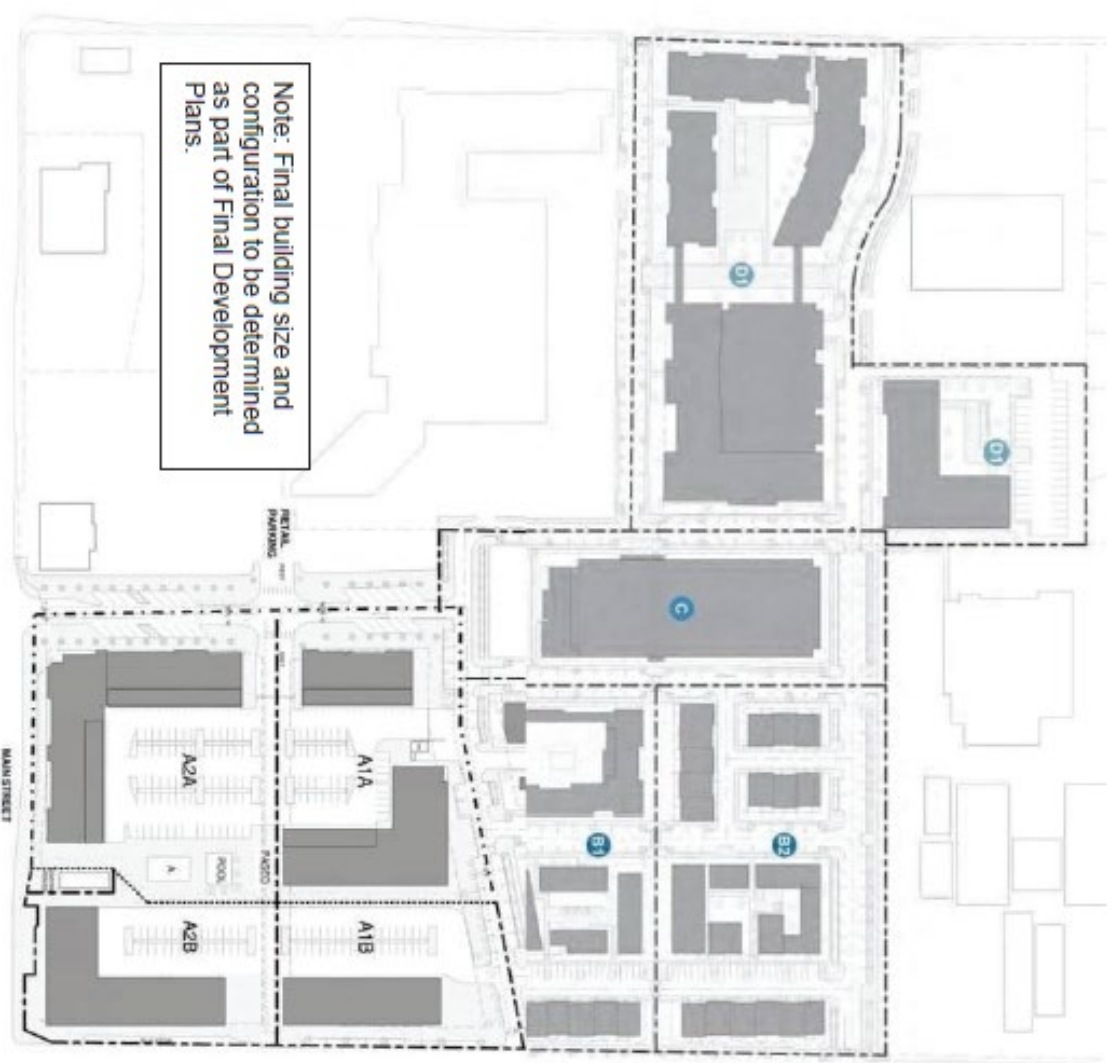 Note: Final building size and
configuration to be determined
as part of Final Development
Plans.
D1
D1
C
B1
B2
RETAIL
PARKING
A1A
A2A
PASEO
POOL
A
A1B
A2B
MAIN STREET